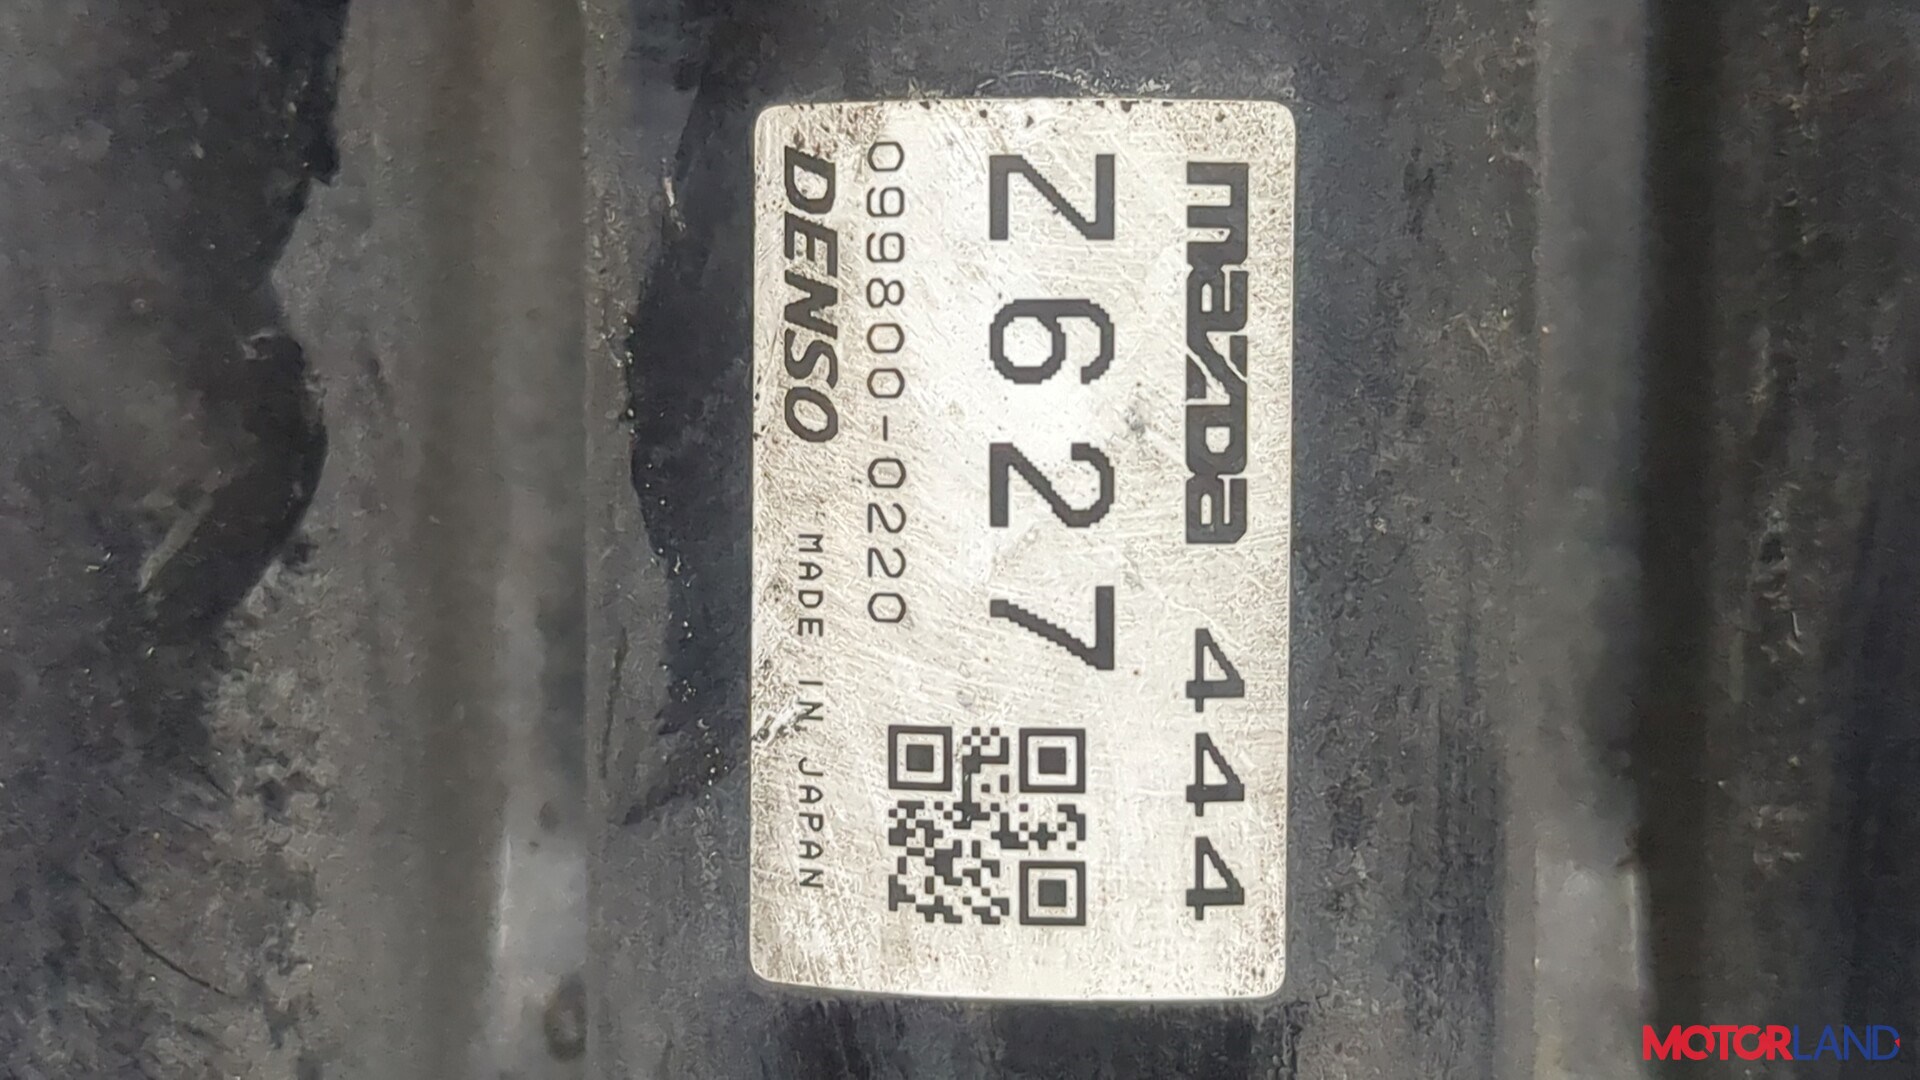 mazda 444
Z627
099800-0220
DENSO MADE IN JAPAN
MOTORLAND